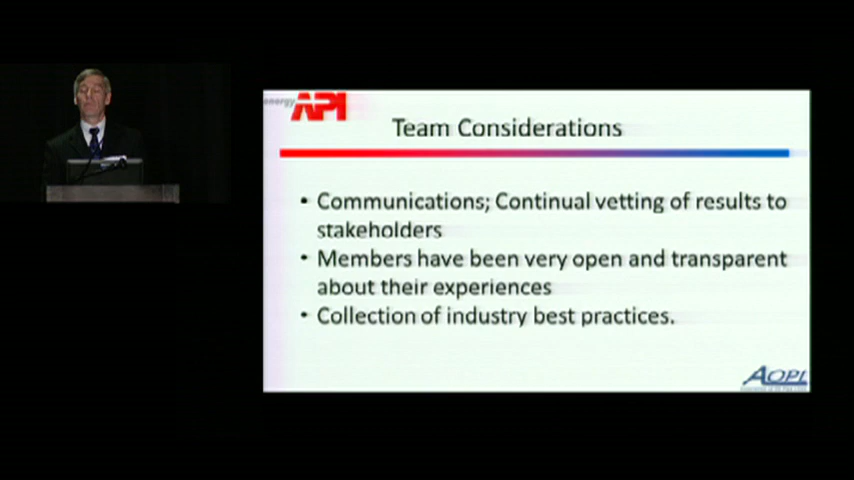 energy API
Team Considerations
• Communications; Continual vetting of results to
stakeholders
• Members have been very open and transparent
about their experiences
• Collection of industry best practices.
AOPL